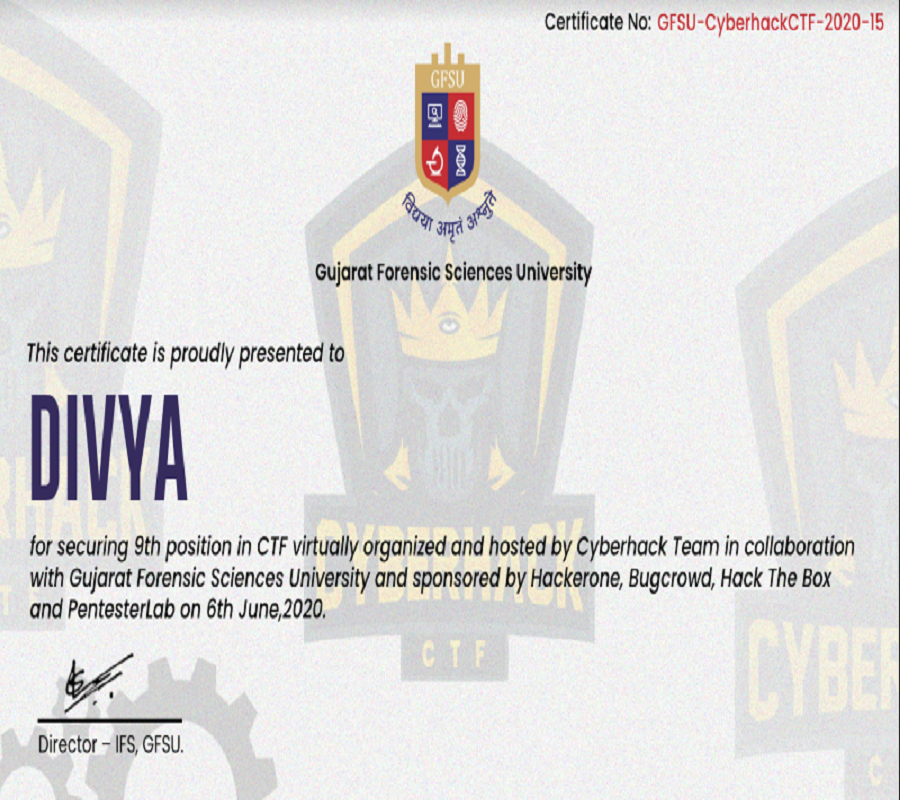 Certificate No: GFSU-CyberhackCTF-2020-15
GFSU
विद्यया अमृतं अश्नुते
Gujarat Forensic Sciences University
This certificate is proudly presented to
DIVYA
for securing 9th position in CTF virtually organized and hosted by Cyberhack Team in collaboration
with Gujarat Forensic Sciences University and sponsored by Hackerone, Bugcrowd, Hack The Box
and PentesterLab on 6th June,2020.
CYBERHACK
CTF
Director – IFS, GFSU.